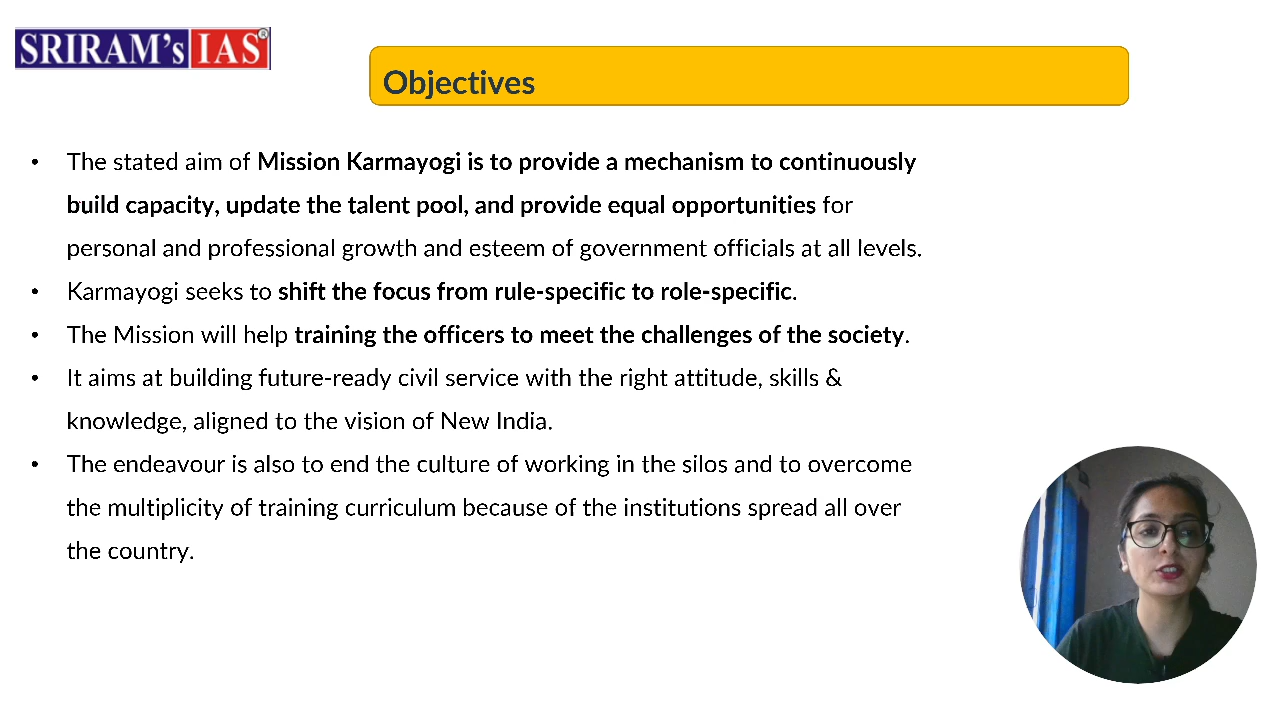 SRIRAM's IAS®
Objectives
• The stated aim of Mission Karmayogi is to provide a mechanism to continuously
build capacity, update the talent pool, and provide equal opportunities for
personal and professional growth and esteem of government officials at all levels.
• Karmayogi seeks to shift the focus from rule-specific to role-specific.
• The Mission will help training the officers to meet the challenges of the society.
• It aims at building future-ready civil service with the right attitude, skills &
knowledge, aligned to the vision of New India.
• The endeavour is also to end the culture of working in the silos and to overcome
the multiplicity of training curriculum because of the institutions spread all over
the country.